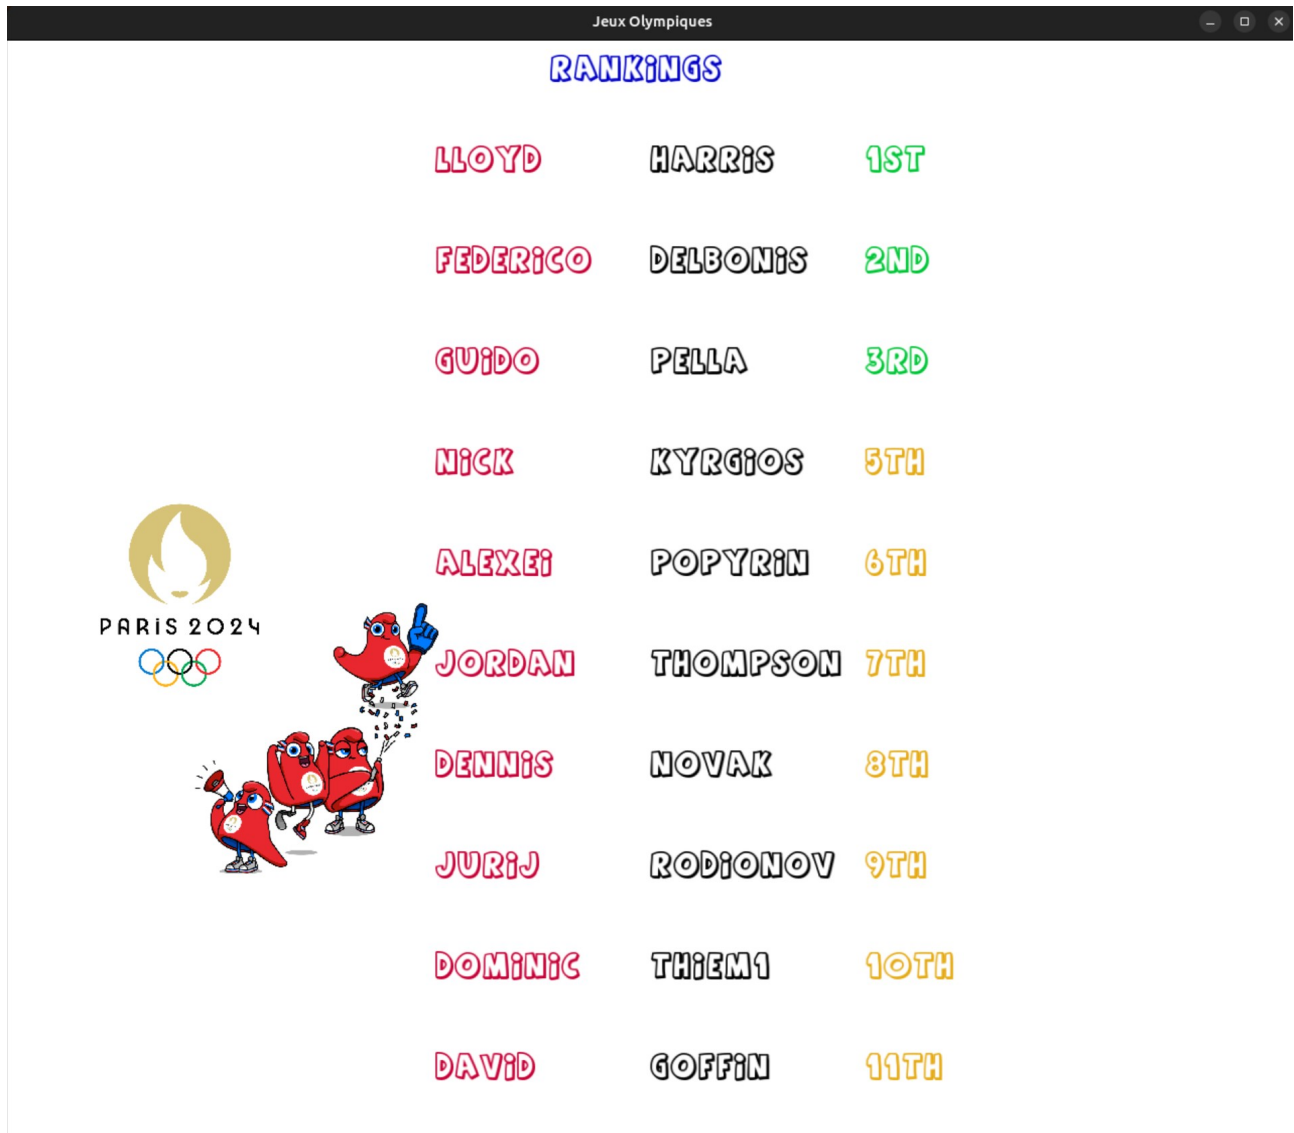 Jeux Olympiques
RANKiNGS
LLOYD HARRiS 1ST
FEDERiCO DELBONiS 2ND
GUiDO PELLA 3RD
NiCK KYRGiOS 5TH
ALEXEi POPYRiN 6TH
PARiS 2024
JORDAN THOMPSON 7TH
DENNiS NOVAK 8TH
JURiJ RODiONOV 9TH
DOMiNiC THiEM1 10TH
DAViD GOFFiN 11TH